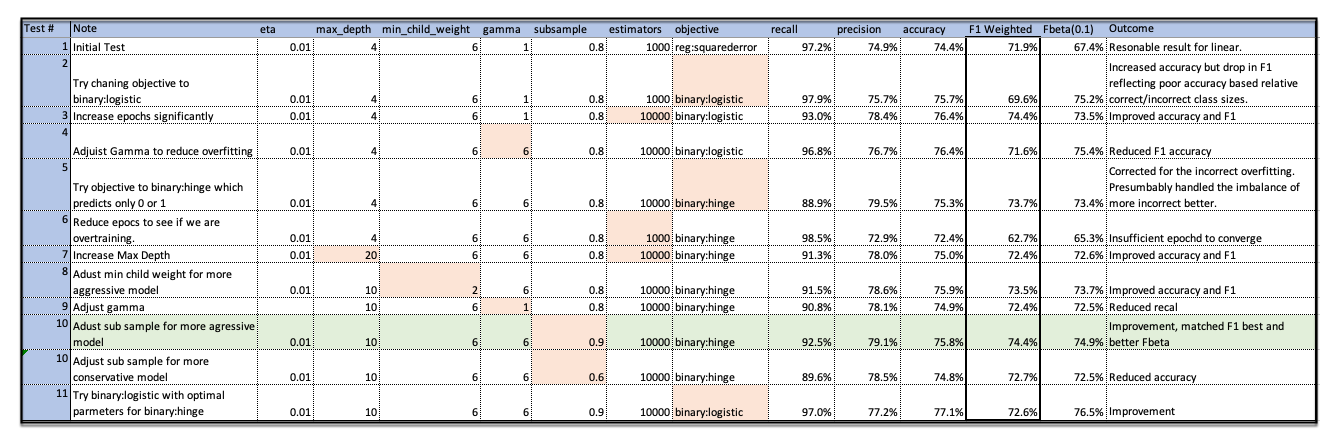 Test # Note eta max_depth min_child_weight gamma subsample estimators objective recall precision accuracy F1 Weighted Fbeta(0.1) Outcome
1 Initial Test 0.01 4 6 1 0.8 1000 reg:squarederror 97.2% 74.9% 74.4% 71.9% 67.4% Resonable result for linear.
2 Increased accuracy but drop in F1
Try chaning objective to reflecting poor accuracy based relative
binary:logistic 0.01 4 6 1 0.8 1000 binary:logistic 97.9% 75.7% 75.7% 69.6% 75.2% correct/incorrect class sizes.
3 Increase epochs significantly 0.01 4 6 1 0.8 10000 binary:logistic 93.0% 78.4% 76.4% 74.4% 73.5% Improved accuracy and F1
4
Adjuist Gamma to reduce overfitting 0.01 4 6 6 0.8 10000 binary:logistic 96.8% 76.7% 76.4% 71.6% 75.4% Reduced F1 accuracy
5 Corrected for the incorrect overfitting.
Try objective to binary:hinge which Presumbably handled the imbalance of
predicts only 0 or 1 0.01 4 6 6 0.8 10000 binary:hinge 88.9% 79.5% 75.3% 73.7% 73.4% more incorrect better.
6 Reduce epocs to see if we are
overtraining. 0.01 4 6 6 0.8 1000 binary:hinge 98.5% 72.9% 72.4% 62.7% 65.3% Insufficient epochd to converge
7 Increase Max Depth 0.01 20 6 6 0.8 10000 binary:hinge 91.3% 78.0% 75.0% 72.4% 72.6% Improved accuracy and F1
8 Adust min child weight for more
aggressive model 0.01 10 2 6 0.8 10000 binary:hinge 91.5% 78.6% 75.9% 73.5% 73.7% Improved accuracy and F1
9 Adjust gamma 0.01 10 6 1 0.8 10000 binary:hinge 90.8% 78.1% 74.9% 72.4% 72.5% Reduced recal
10 Adust sub sample for more agressive Improvement, matched F1 best and
model 0.01 10 6 6 0.9 10000 binary:hinge 92.5% 79.1% 75.8% 74.4% 74.9% better Fbeta
10 Adjust sub sample for more
conservative model 0.01 10 6 6 0.6 10000 binary:hinge 89.6% 78.5% 74.8% 72.7% 72.5% Reduced accuracy
11 Try binary:logistic with optimal
parmeters for binary:hinge 0.01 10 6 6 0.9 10000 binary:logistic 97.0% 77.2% 77.1% 72.6% 76.5% Improvement